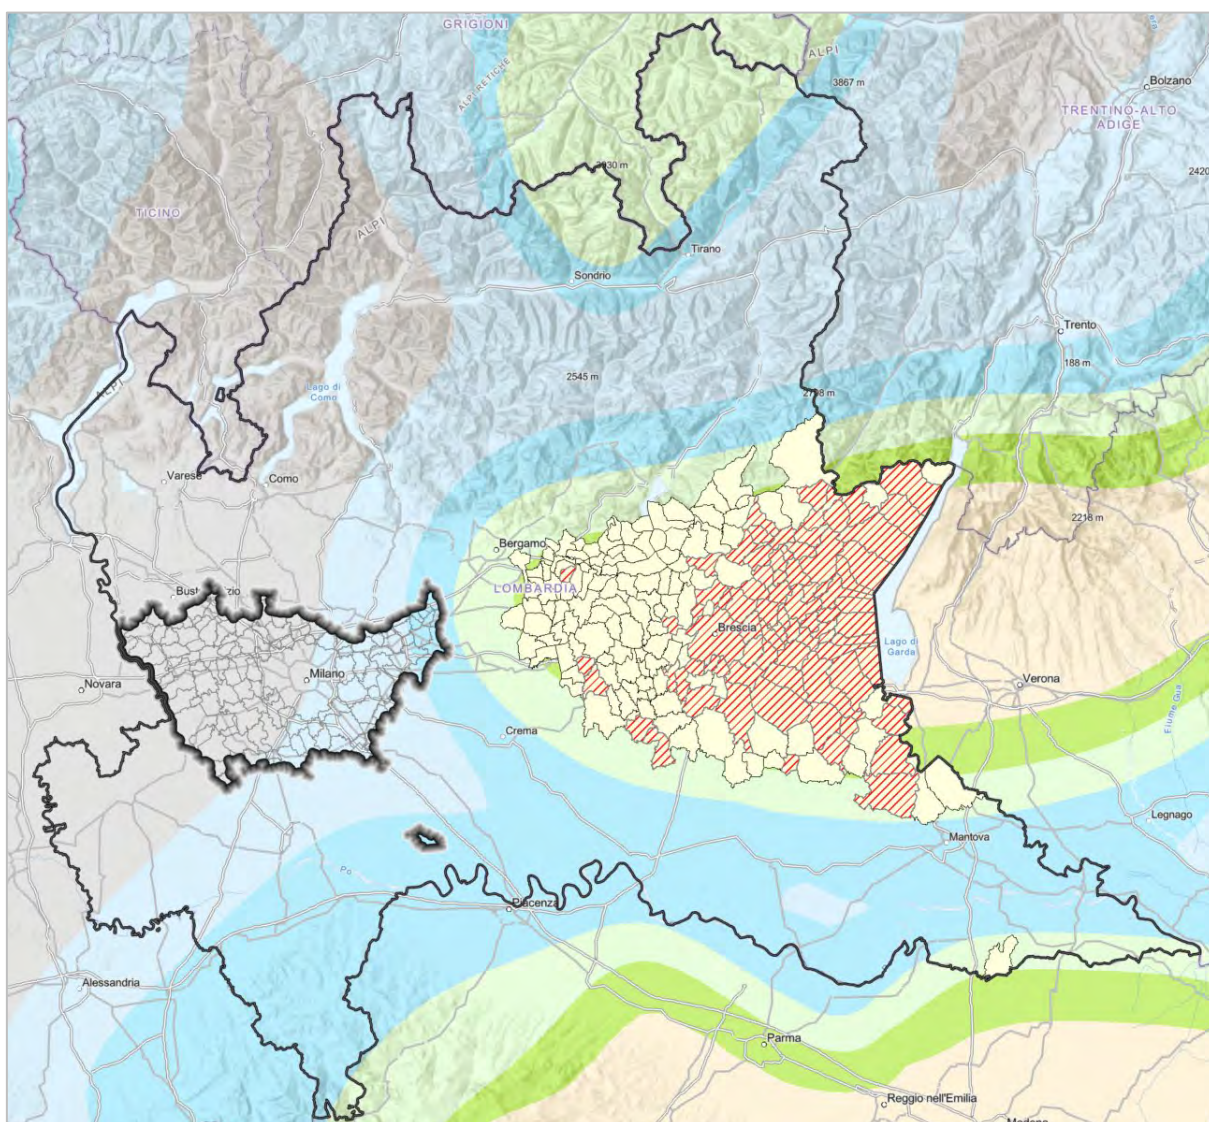 GRIGIONI
ALPI
ALPI RETICHE
3867 m
Bolzano
TRENTINO-ALTO
ADIGE
2420
TICINO
ALPI
Tirano
Sondrio
Trento
188 m
2545 m
ALPI
Lago di
Como
Varese
Como
2218 m
Bergamo
LOMBARDIA
Brescia
Lago di
Garda
Milano
Novara
Verona
Fiume Gua
Crema
Legnago
Mantova
Po
Piacenza
Alessandria
Parma
Reggio nell'Emilia